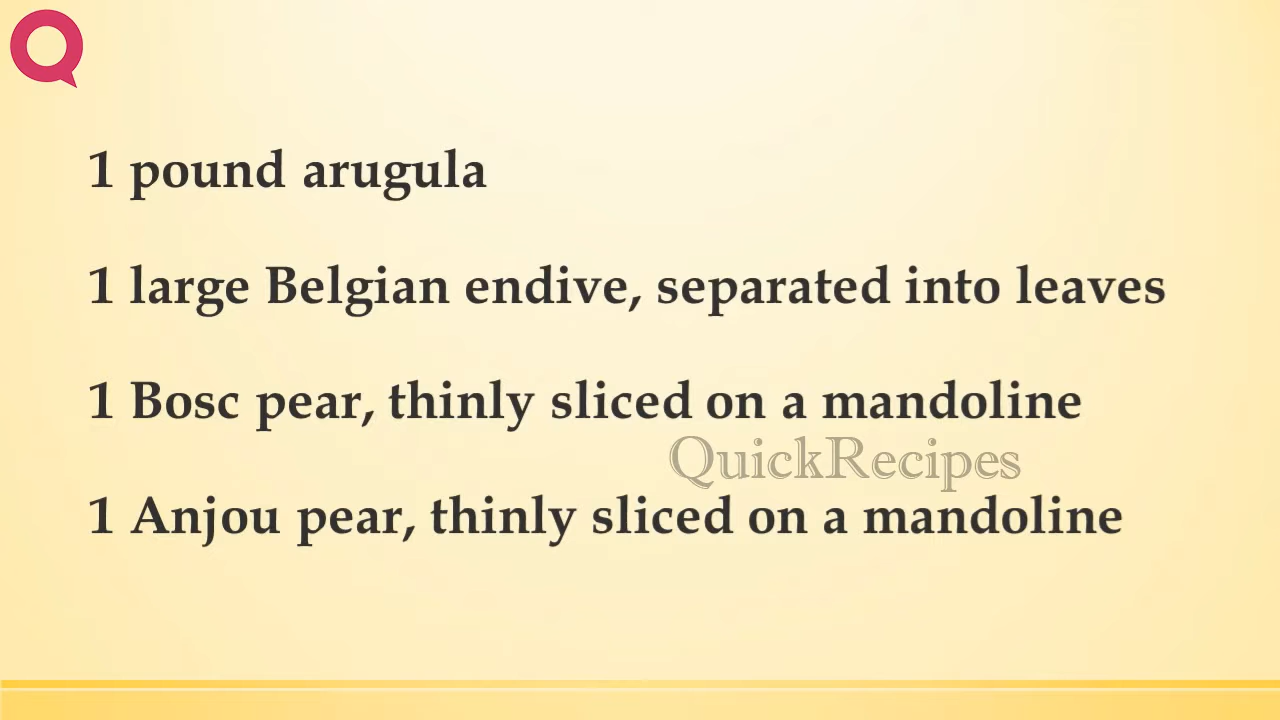 1 pound arugula
1 large Belgian endive, separated into leaves
1 Bosc pear, thinly sliced on a mandoline
QuickRecipes
1 Anjou pear, thinly sliced on a mandoline